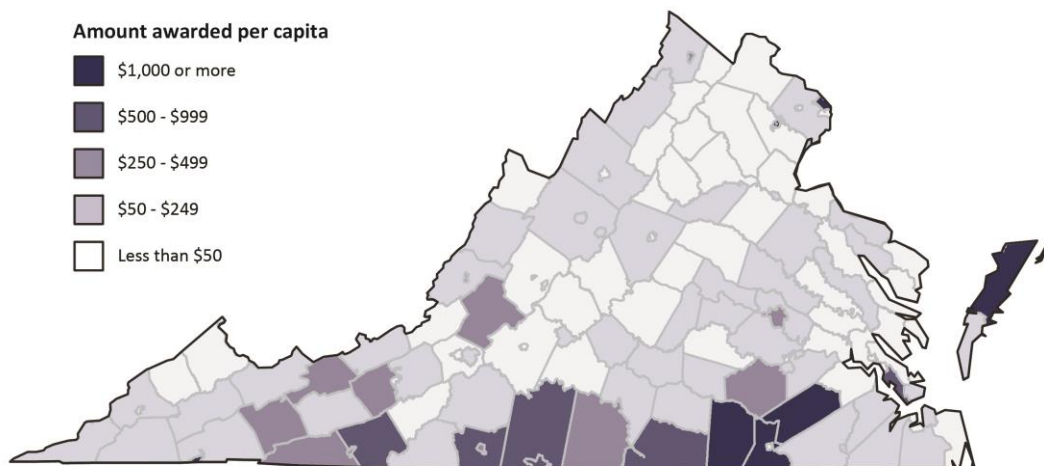 Amount awarded per capita
$1,000 or more
$500 - $999
$250 - $499
$50 - $249
Less than $50